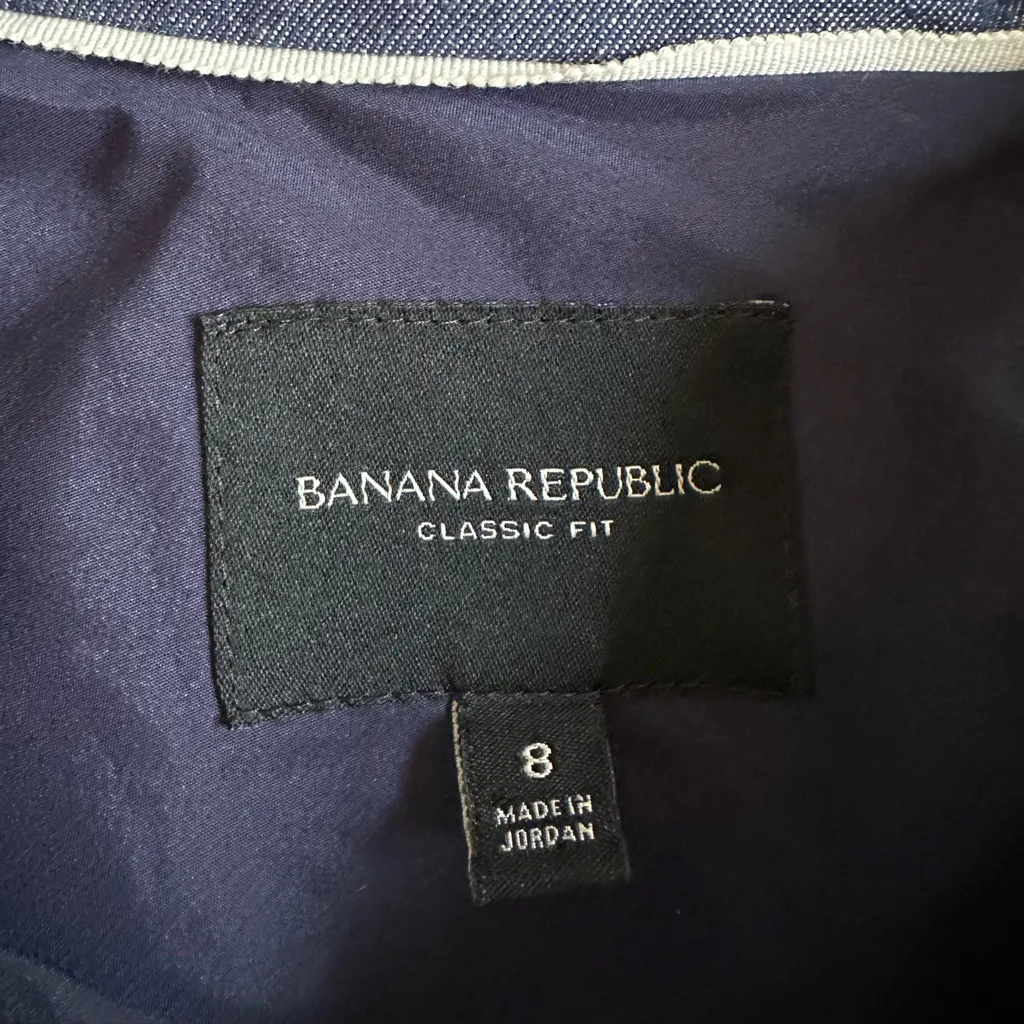 BANANA REPUBLIC
CLASSIC FIT
8
MADE IN
JORDAN